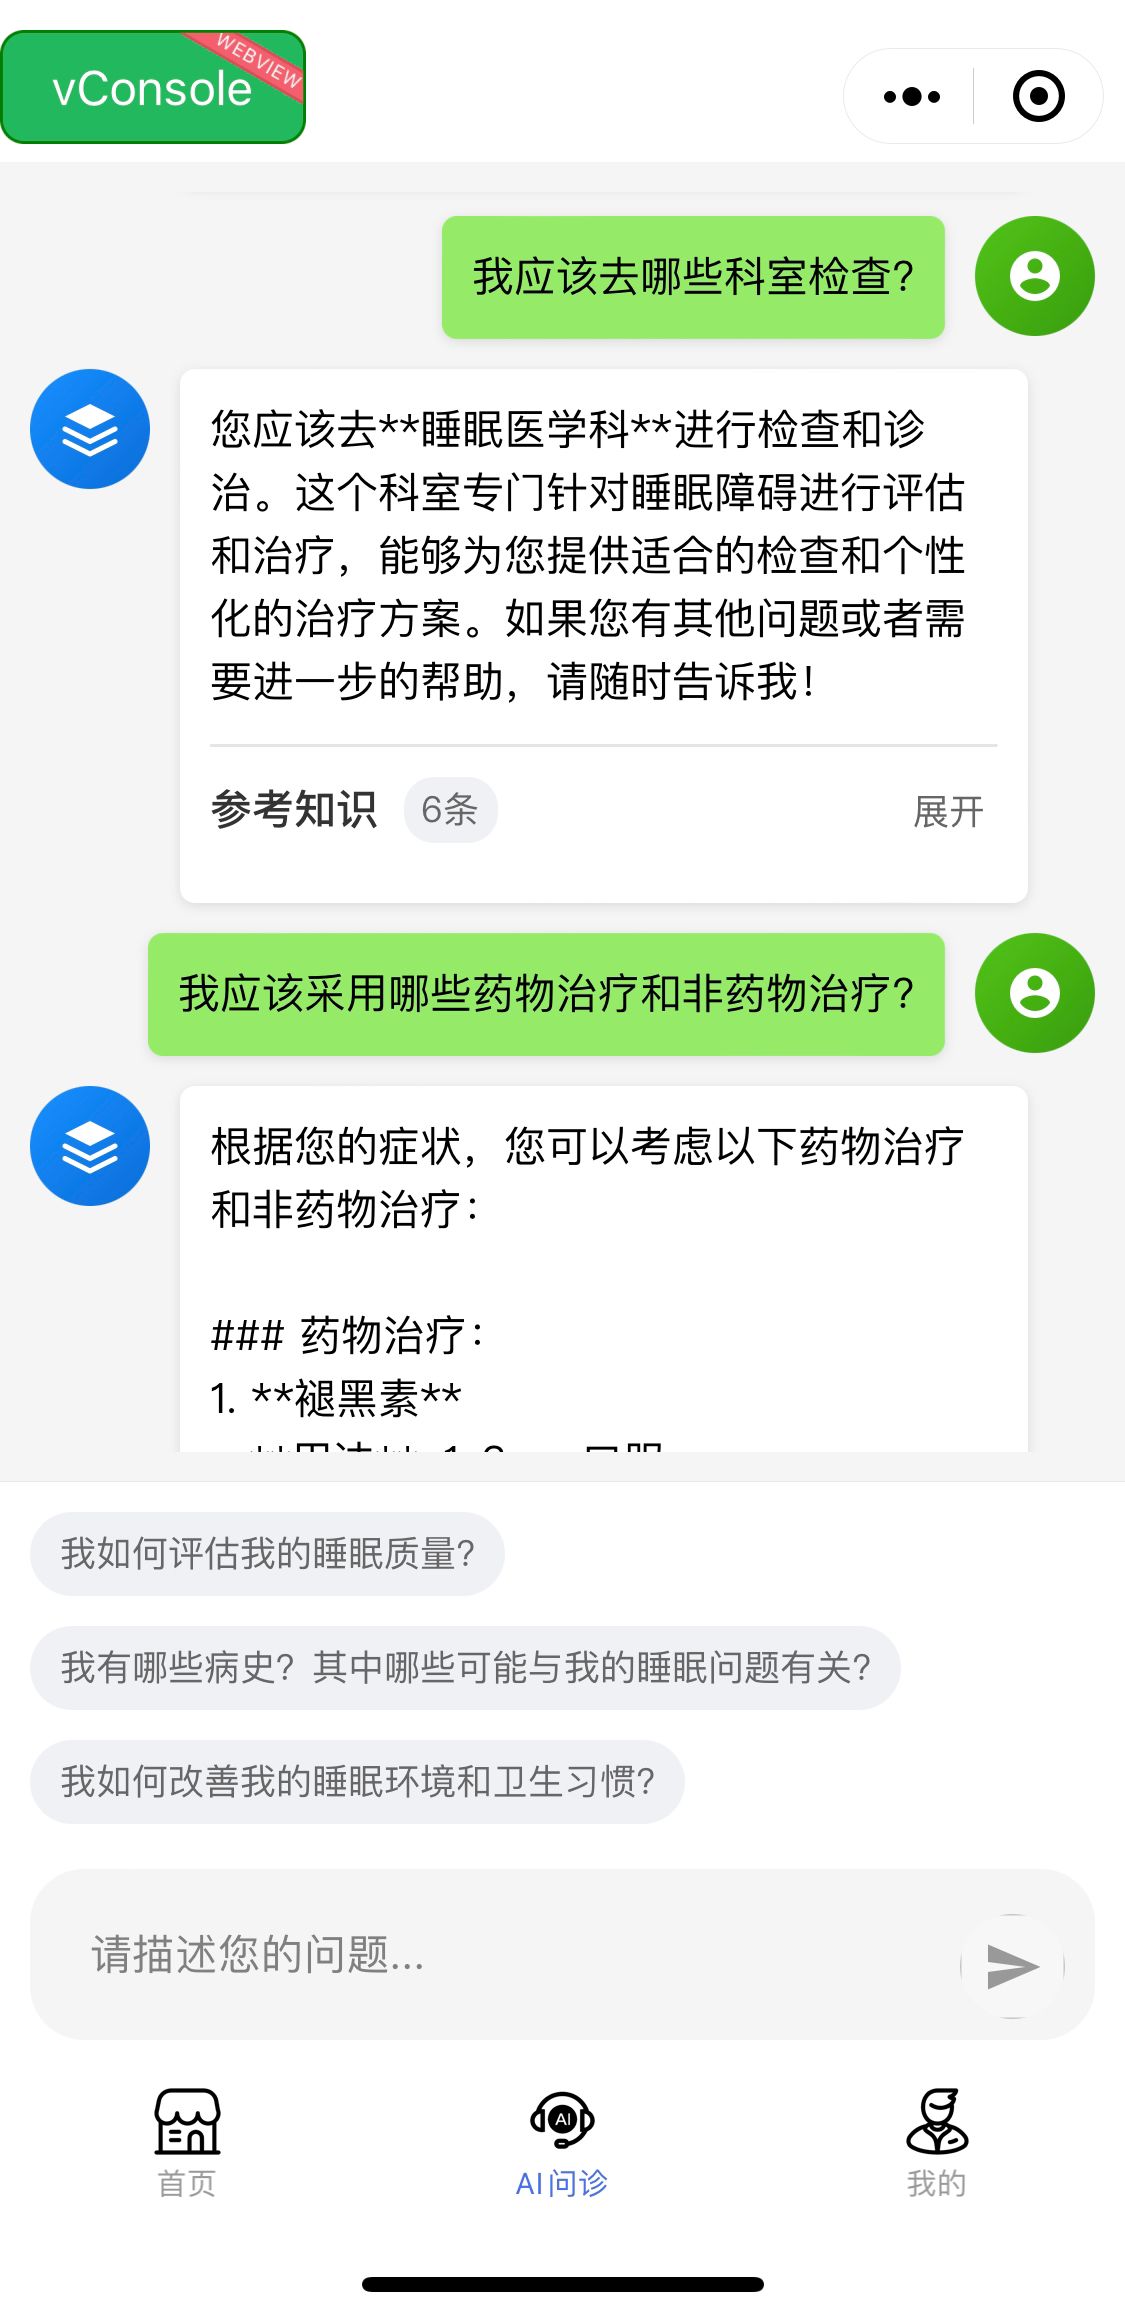 WEBVIEW
vConsole
我应该去哪些科室检查?
您应该去**睡眠医学科**进行检查和诊
治。这个科室专门针对睡眠障碍进行评估
和治疗，能够为您提供适合的检查和个性
化的治疗方案。如果您有其他问题或者需
要进一步的帮助，请随时告诉我！
参考知识 6条 展开
我应该采用哪些药物治疗和非药物治疗?
根据您的症状，您可以考虑以下药物治疗
和非药物治疗：
### 药物治疗：
1. **褪黑素**
我如何评估我的睡眠质量?
我有哪些病史？其中哪些可能与我的睡眠问题有关?
我如何改善我的睡眠环境和卫生习惯?
请描述您的问题...
AI
首页 AI问诊 我的